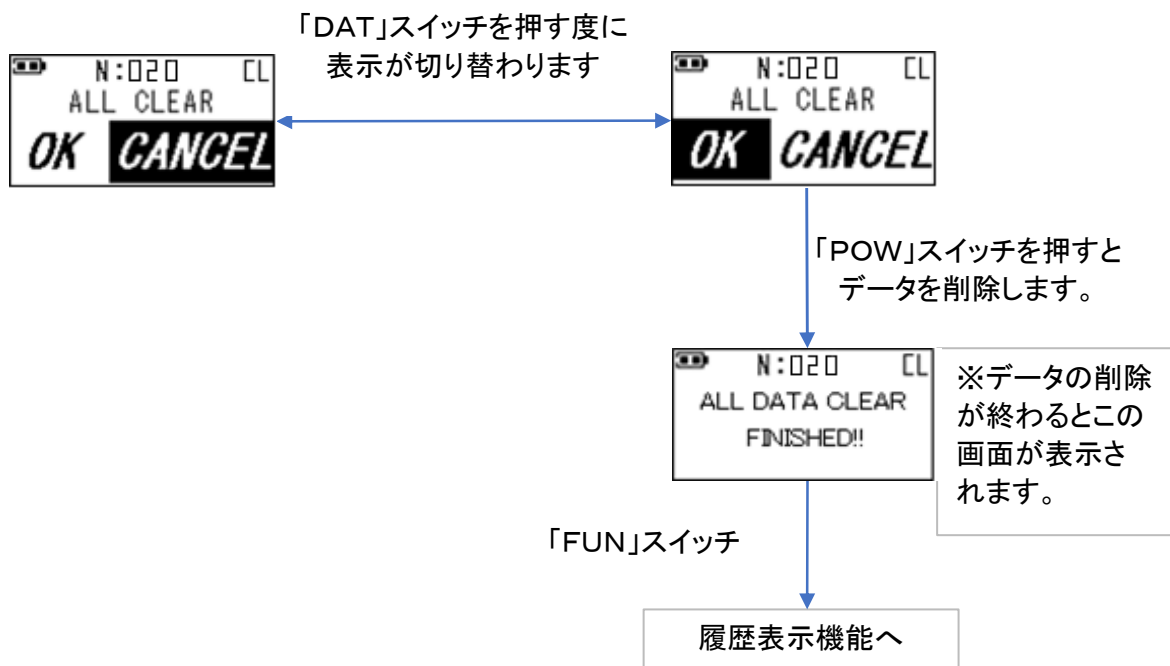 「DAT」スイッチを押す度に
表示が切り替わります
N:020 CL
ALL CLEAR
OK CANCEL
N:020 CL
ALL CLEAR
OK CANCEL
「POW」スイッチを押すと
データを削除します。
N:020 CL
ALL DATA CLEAR
FINISHED!!
※データの削除
が終わるとこの
画面が表示さ
れます。
「FUN」スイッチ
履歴表示機能へ